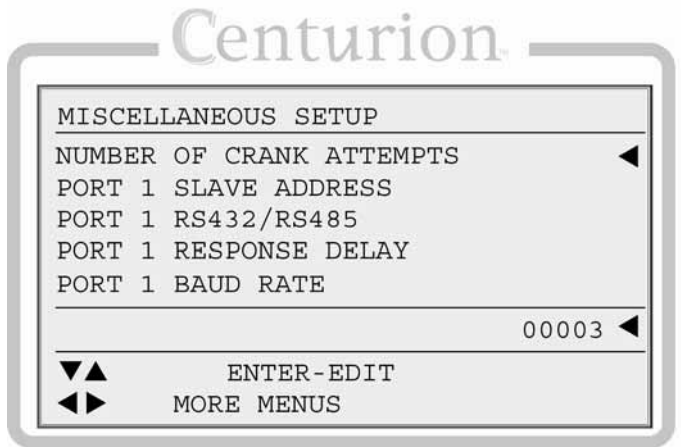 Centurion
MISCELLANEOUS SETUP
NUMBER OF CRANK ATTEMPTS ◀
PORT 1 SLAVE ADDRESS
PORT 1 RS432/RS485
PORT 1 RESPONSE DELAY
PORT 1 BAUD RATE
00003 ◀
▼▲ ENTER-EDIT
◀▶ MORE MENUS